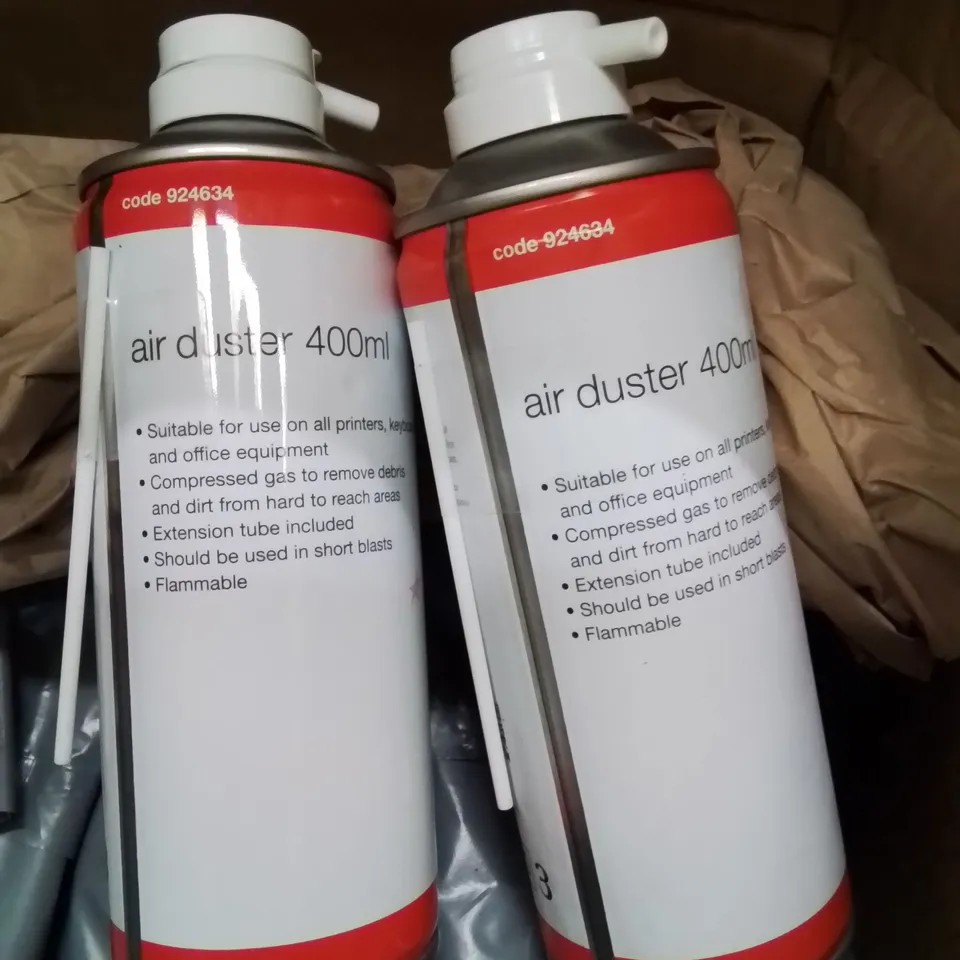 code 924634
air duster 400ml
• Suitable for use on all printers,
and office equipment
• Compressed gas to remove debris
and dirt from hard to reach areas
• Extension tube included
• Should be used in short blasts
• Flammable
code 924634
air duster 400m
• Suitable for use on all printers,
and office equipment
• Compressed gas to remove
and dirt from hard to reach areas
• Extension tube included
• Should be used in short blasts
• Flammable
3